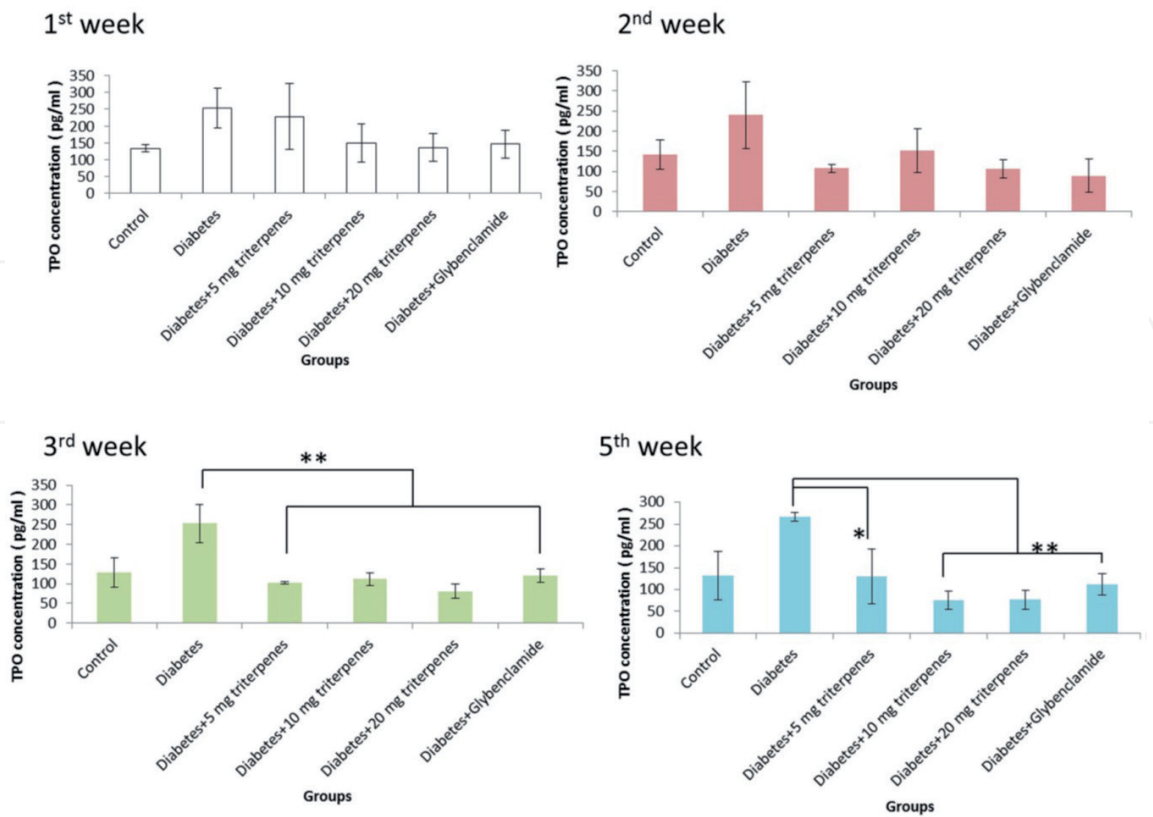 1st week
TPO concentration ( pg/ml )
350
300
250
200
150
100
50
0
Control
Diabetes
Diabetes+5 mg triterpenes
Diabetes+10 mg triterpenes
Diabetes+20 mg triterpenes
Diabetes+Glybenclamide
Groups
2nd week
TPO concentration ( pg/ml )
350
300
250
200
150
100
50
0
Control
Diabetes
Diabetes+5 mg triterpenes
Diabetes+10 mg triterpenes
Diabetes+20 mg triterpenes
Diabetes+Glybenclamide
Groups
3rd week
**
TPO concentration ( pg/ml )
350
300
250
200
150
100
50
0
Control
Diabetes
Diabetes+5 mg triterpenes
Diabetes+10 mg triterpenes
Diabetes+20 mg triterpenes
Diabetes+Glybenclamide
Groups
5th week
*
**
TPO concentration ( pg/ml )
300
250
200
150
100
50
0
Control
Diabetes
Diabetes+5 mg triterpenes
Diabetes+10 mg triterpenes
Diabetes+20 mg triterpenes
Diabetes+Glybenclamide
Groups